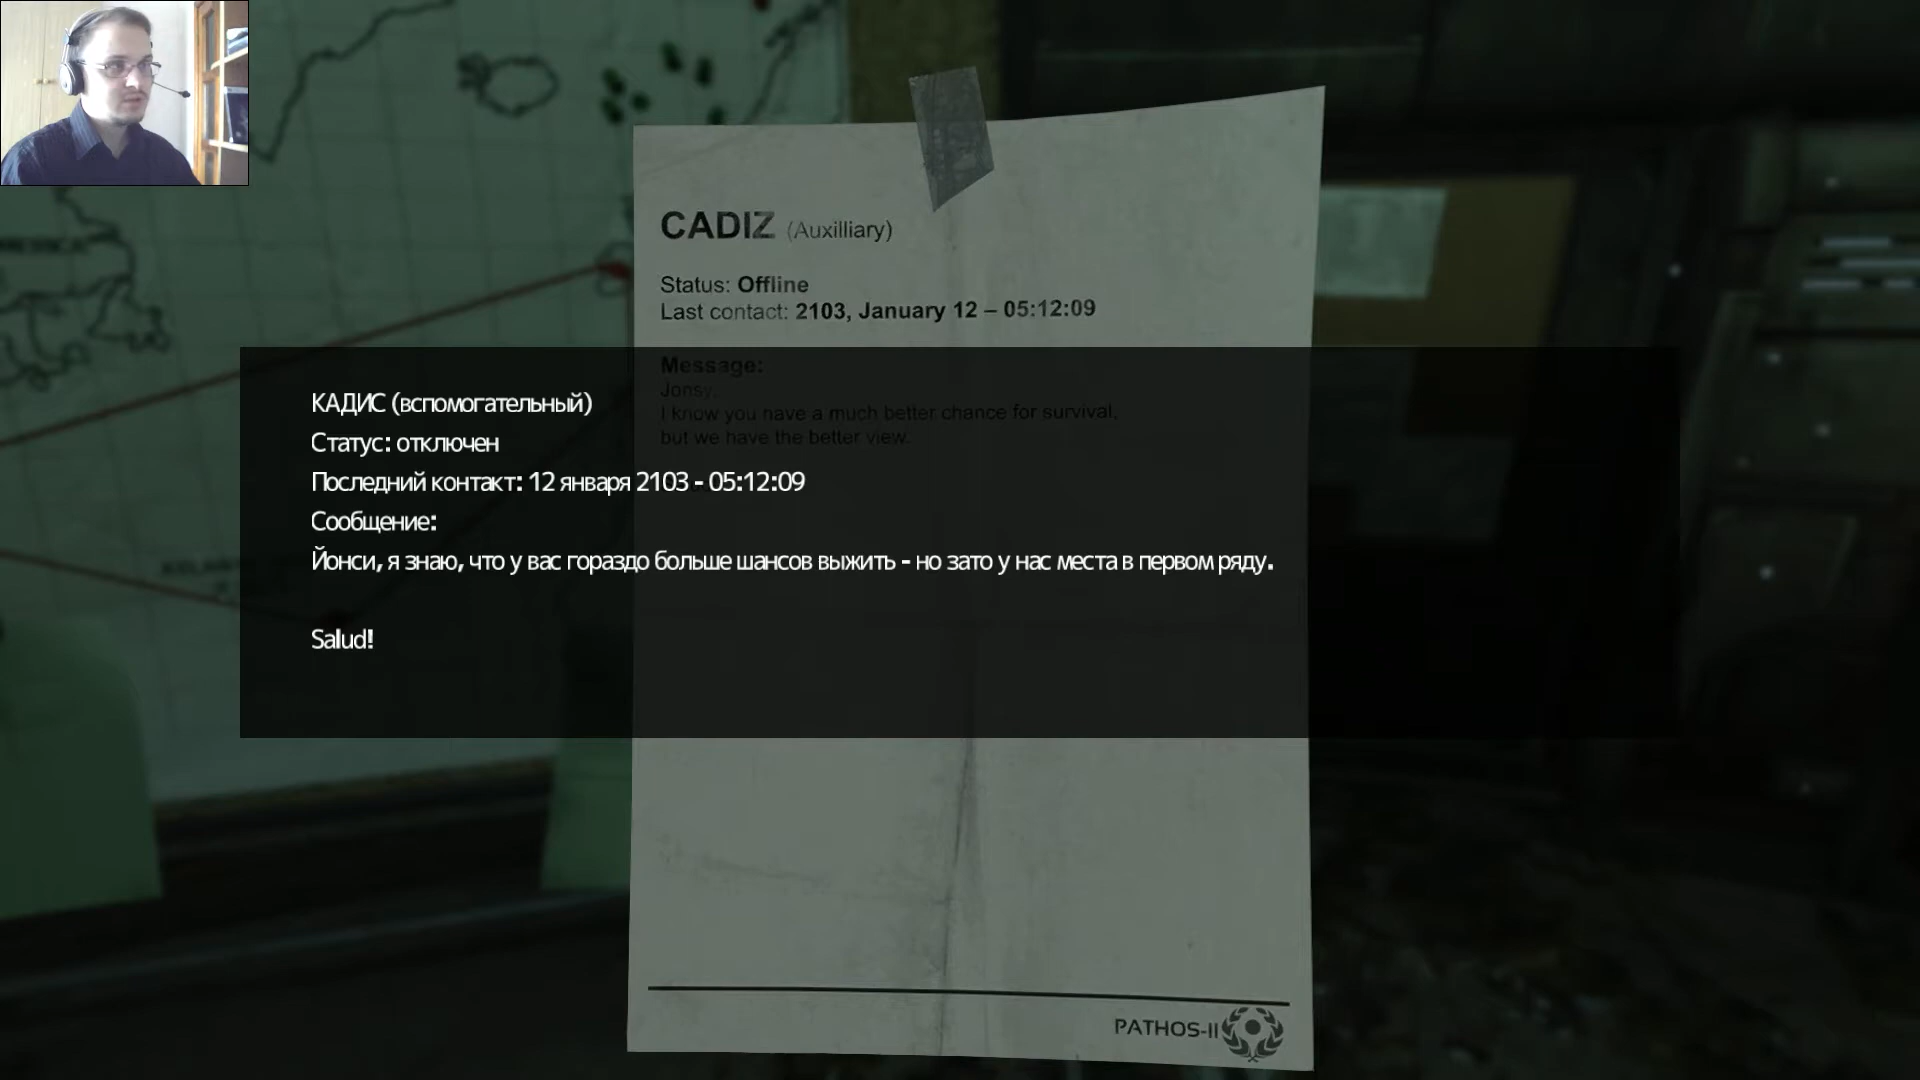 CADIZ (Auxilliary)
Status: Offline
Last contact: 2103, January 12 – 05:12:09
Message:
Jonsy,
I know you have a much better chance for survival,
but we have the better view.
КАДИС (вспомогательный)
Статус: отключен
Последний контакт: 12 января 2103 - 05:12:09
Сообщение:
Йонси, я знаю, что у вас гораздо больше шансов выжить - но зато у нас места в первом ряду.
Salud!
PATHOS-II